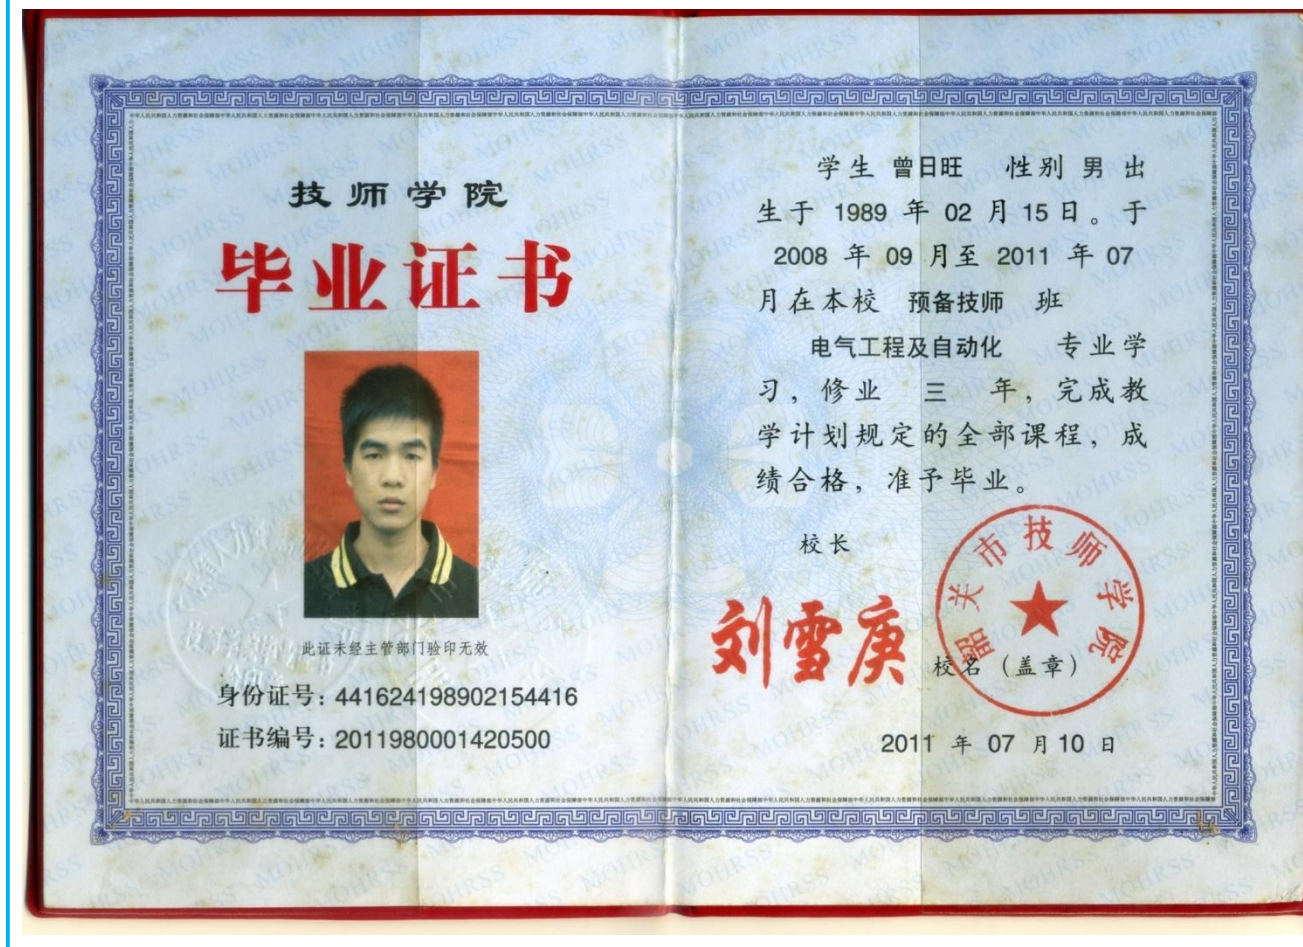 技师学院
毕业证书
此证未经主管部门验印无效
身份证号：441624198902154416
证书编号：2011980001420500
学生 曾日旺 性别 男 出
生于 1989 年 02 月 15 日。于
2008 年 09 月至 2011 年 07
月在本校 预备技师 班
电气工程及自动化 专业学
习，修业 三 年，完成教
学计划规定的全部课程，成
绩合格，准予毕业。
校长
刘雪庚
韶关市技师学院
校名（盖章）
2011 年 07 月 10 日
MOHRSS